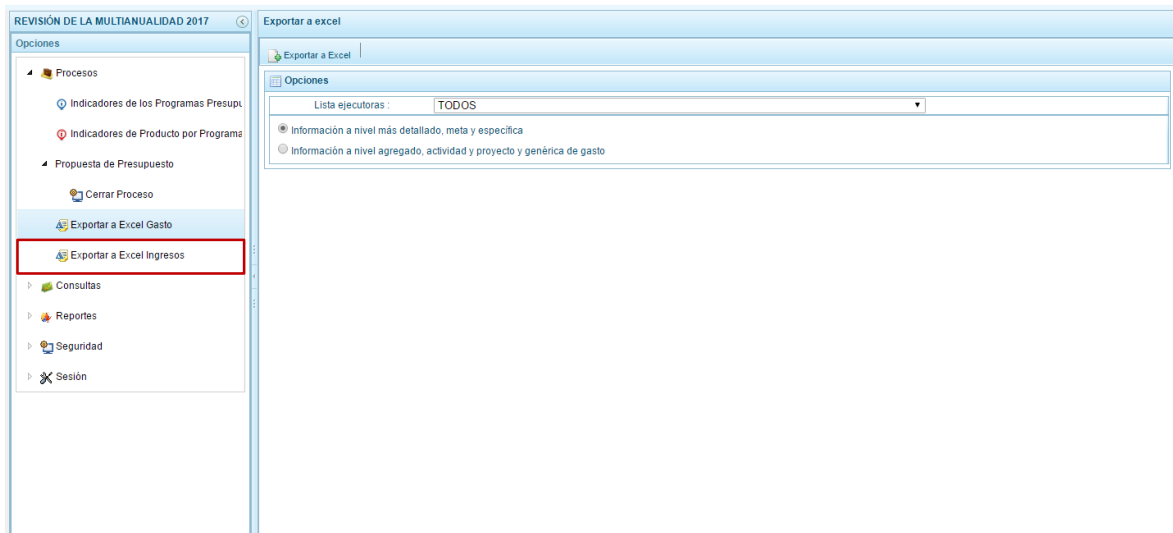 REVISIÓN DE LA MULTIANUALIDAD 2017
Opciones
Procesos
Indicadores de los Programas Presupu
Indicadores de Producto por Programa
Propuesta de Presupuesto
Cerrar Proceso
Exportar a Excel Gasto
Exportar a Excel Ingresos
Consultas
Reportes
Seguridad
Sesión
Exportar a excel
Exportar a Excel
Opciones
Lista ejecutoras : TODOS
Información a nivel más detallado, meta y específica
Información a nivel agregado, actividad y proyecto y genérica de gasto